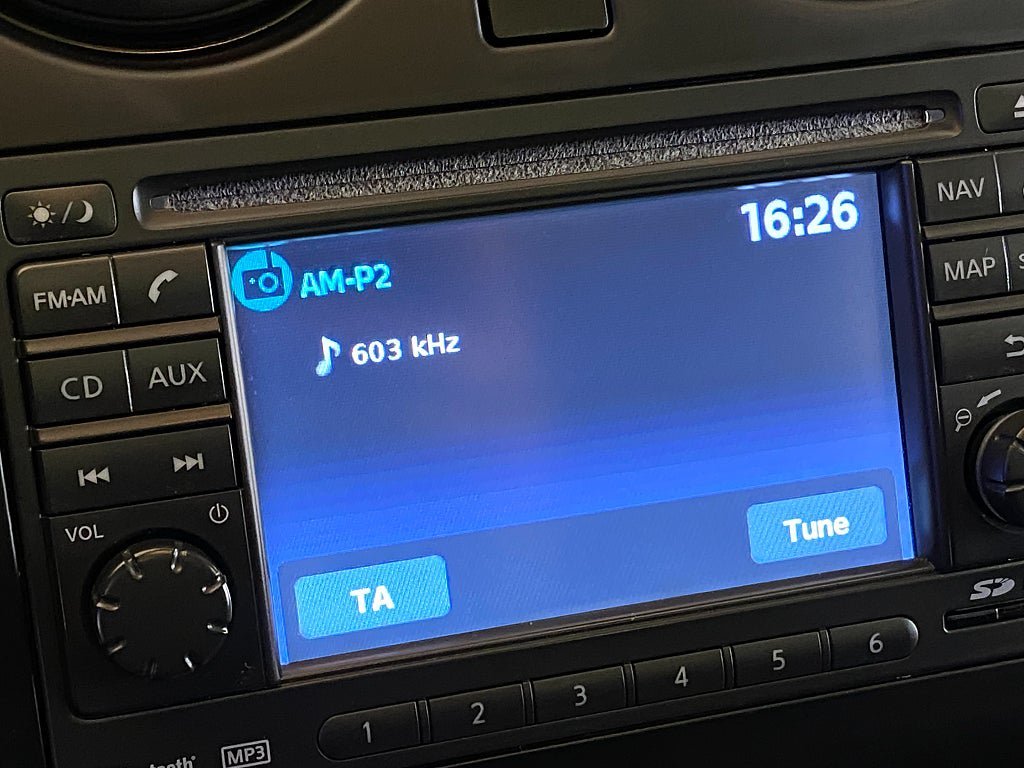 16:26
AM-P2
603 kHz
TA
Tune
FM·AM
CD
AUX
VOL
NAV
MAP
1
2
3
4
5
6
MP3
SD